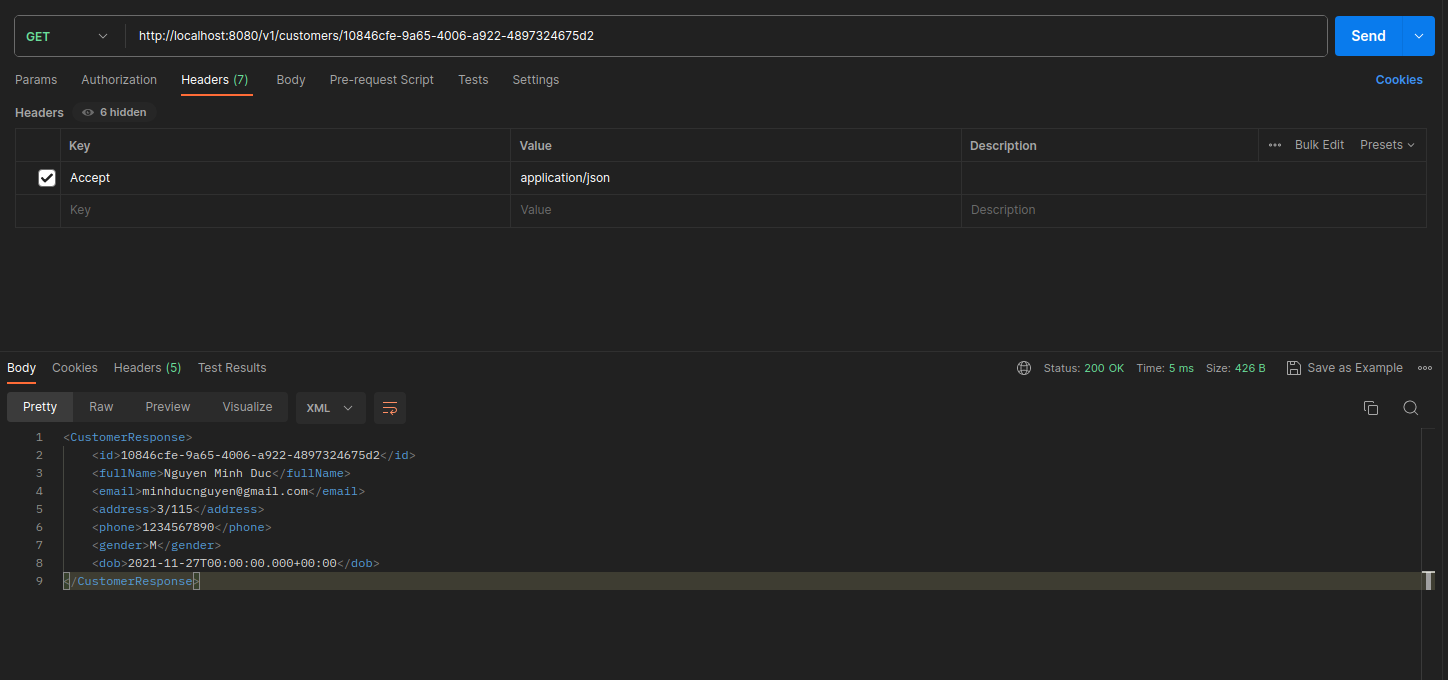 GET http://localhost:8080/v1/customers/10846cfe-9a65-4006-a922-4897324675d2 Send
Params Authorization Headers (7) Body Pre-request Script Tests Settings Cookies
Headers 6 hidden
Key Value Description ••• Bulk Edit Presets
Accept application/json
Key Value Description
Body Cookies Headers (5) Test Results Status: 200 OK Time: 5 ms Size: 426 B Save as Example
Pretty Raw Preview Visualize XML
1 <CustomerResponse>
2 <id>10846cfe-9a65-4006-a922-4897324675d2</id>
3 <fullName>Nguyen Minh Duc</fullName>
4 <email>minhducnguyen@gmail.com</email>
5 <address>3/115</address>
6 <phone>1234567890</phone>
7 <gender>M</gender>
8 <dob>2021-11-27T00:00:00.000+00:00</dob>
9 </CustomerResponse>